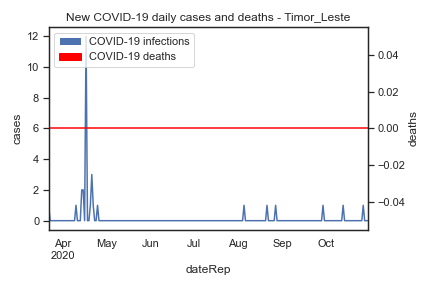 New COVID-19 daily cases and deaths - Timor_Leste
COVID-19 infections
COVID-19 deaths
12
10
8
6
4
2
0
cases
0.04
0.02
0.00
−0.02
−0.04
deaths
Apr May Jun Jul Aug Sep Oct
2020
dateRep